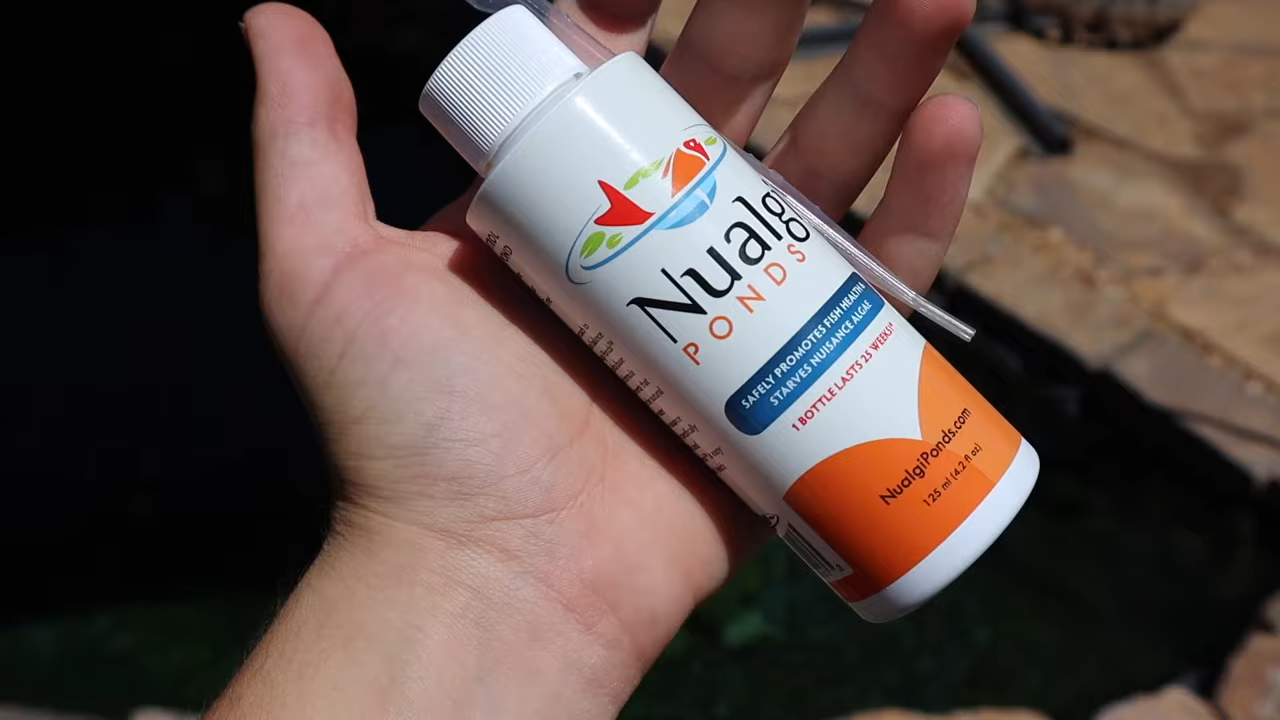 Nualg
PONDS
SAFELY PROMOTES FISH HEALTH &
STARVES NUISANCE ALGAE
1 BOTTLE LASTS 25 WEEKS!*
NualgiPonds.com
125 ml (4.2 fl oz)